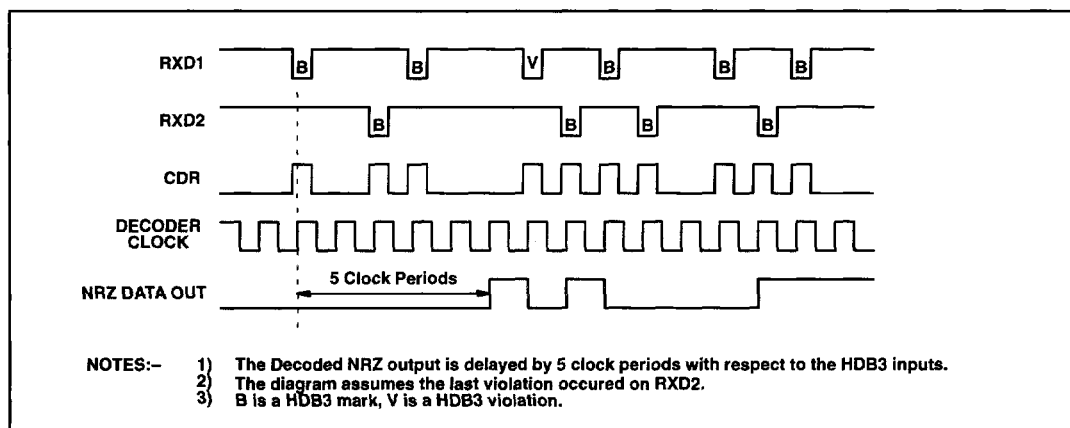 RXD1 B B V B B B
RXD2 B B B B
CDR
DECODER
CLOCK
5 Clock Periods
NRZ DATA OUT
NOTES:– 1) The Decoded NRZ output is delayed by 5 clock periods with respect to the HDB3 inputs.
2) The diagram assumes the last violation occured on RXD2.
3) B is a HDB3 mark, V is a HDB3 violation.